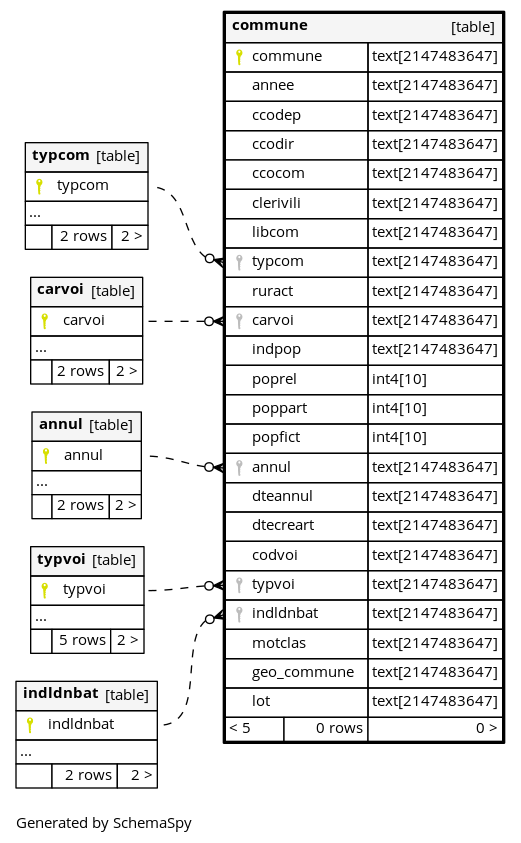 commune [table]
commune text[2147483647]
annee text[2147483647]
ccodep text[2147483647]
ccodir text[2147483647]
ccocom text[2147483647]
clerivili text[2147483647]
libcom text[2147483647]
typcom text[2147483647]
ruract text[2147483647]
carvoi text[2147483647]
indpop text[2147483647]
poprel int4[10]
poppart int4[10]
popfict int4[10]
annul text[2147483647]
dteannul text[2147483647]
dtecreart text[2147483647]
codvoi text[2147483647]
typvoi text[2147483647]
indldnbat text[2147483647]
motclas text[2147483647]
geo_commune text[2147483647]
lot text[2147483647]
< 5 0 rows 0 >
typcom [table]
typcom
...
2 rows 2 >
carvoi [table]
carvoi
...
2 rows 2 >
annul [table]
annul
...
2 rows 2 >
typvoi [table]
typvoi
...
5 rows 2 >
indldnbat [table]
indldnbat
...
2 rows 2 >
Generated by SchemaSpy